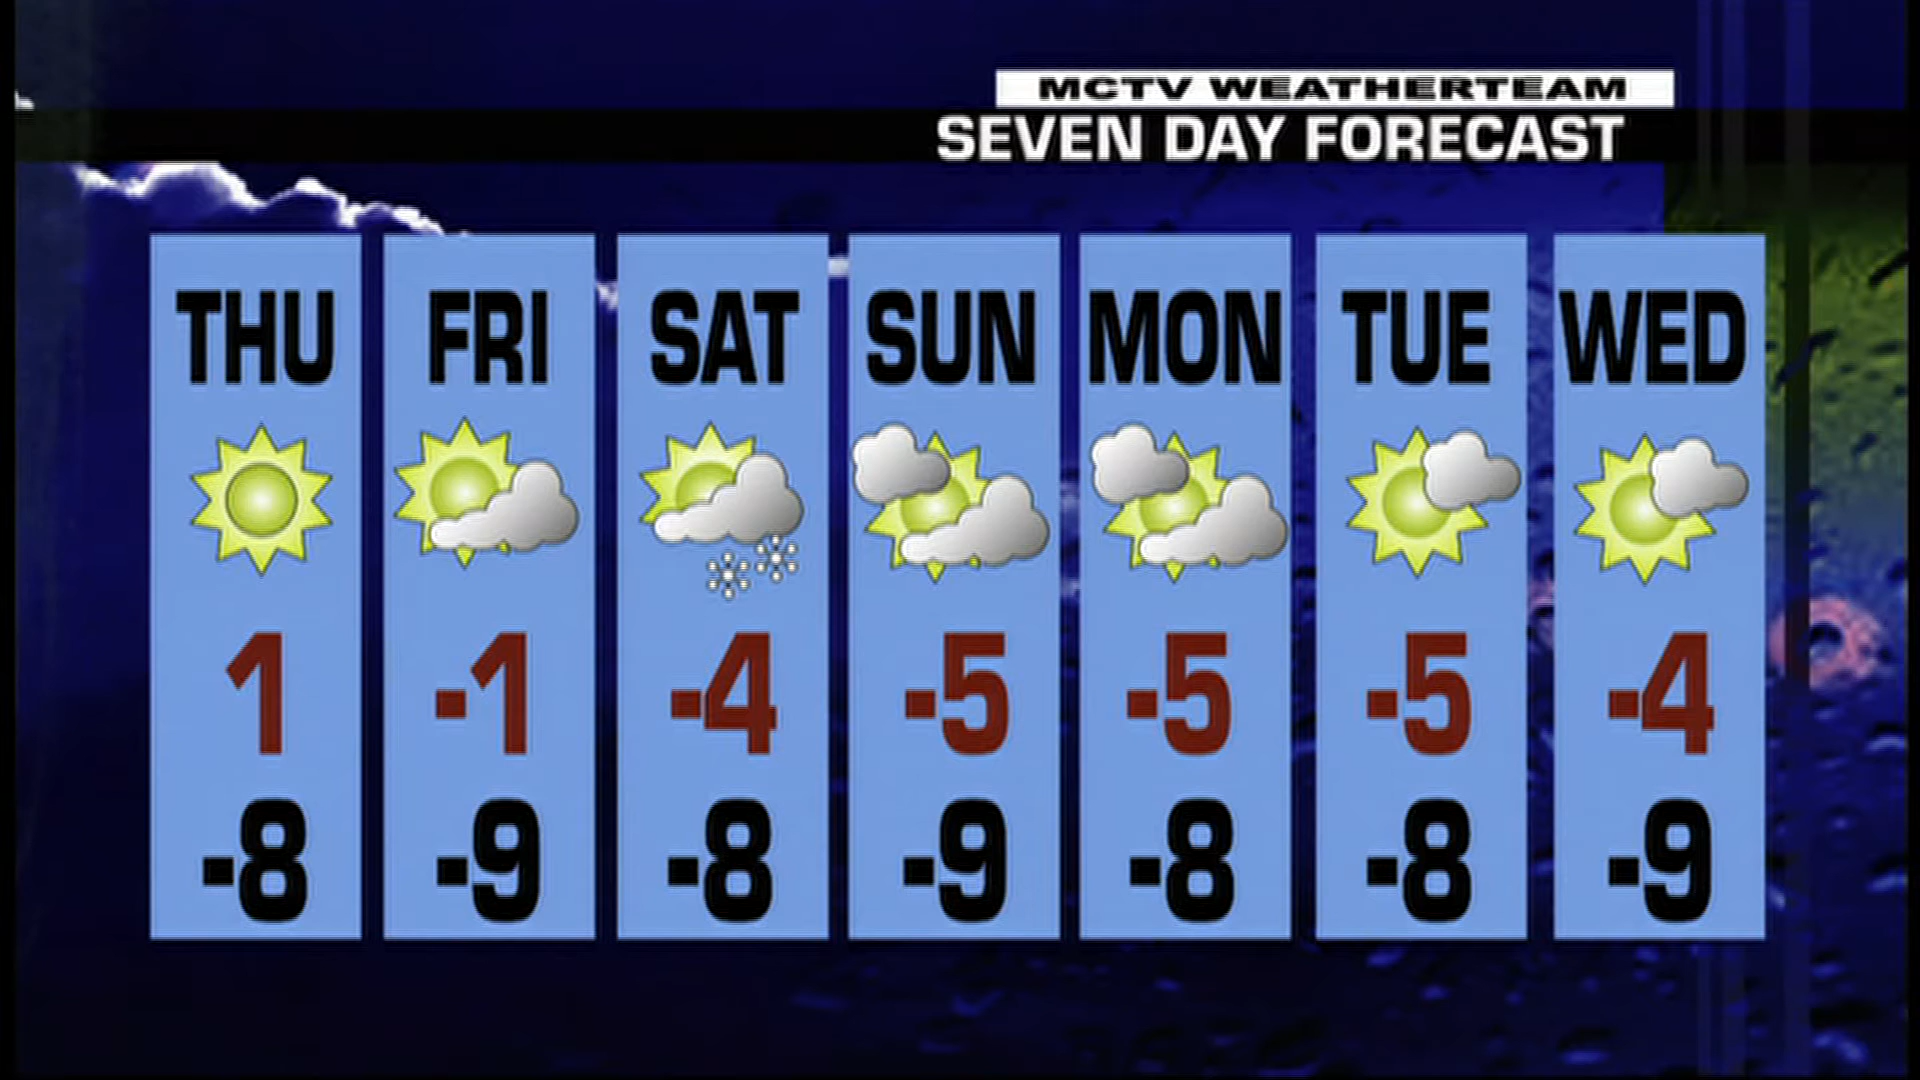 MCTV WEATHERTEAM
SEVEN DAY FORECAST
THU FRI SAT SUN MON TUE WED
1 -1 -4 -5 -5 -5 -4
-8 -9 -8 -9 -8 -8 -9